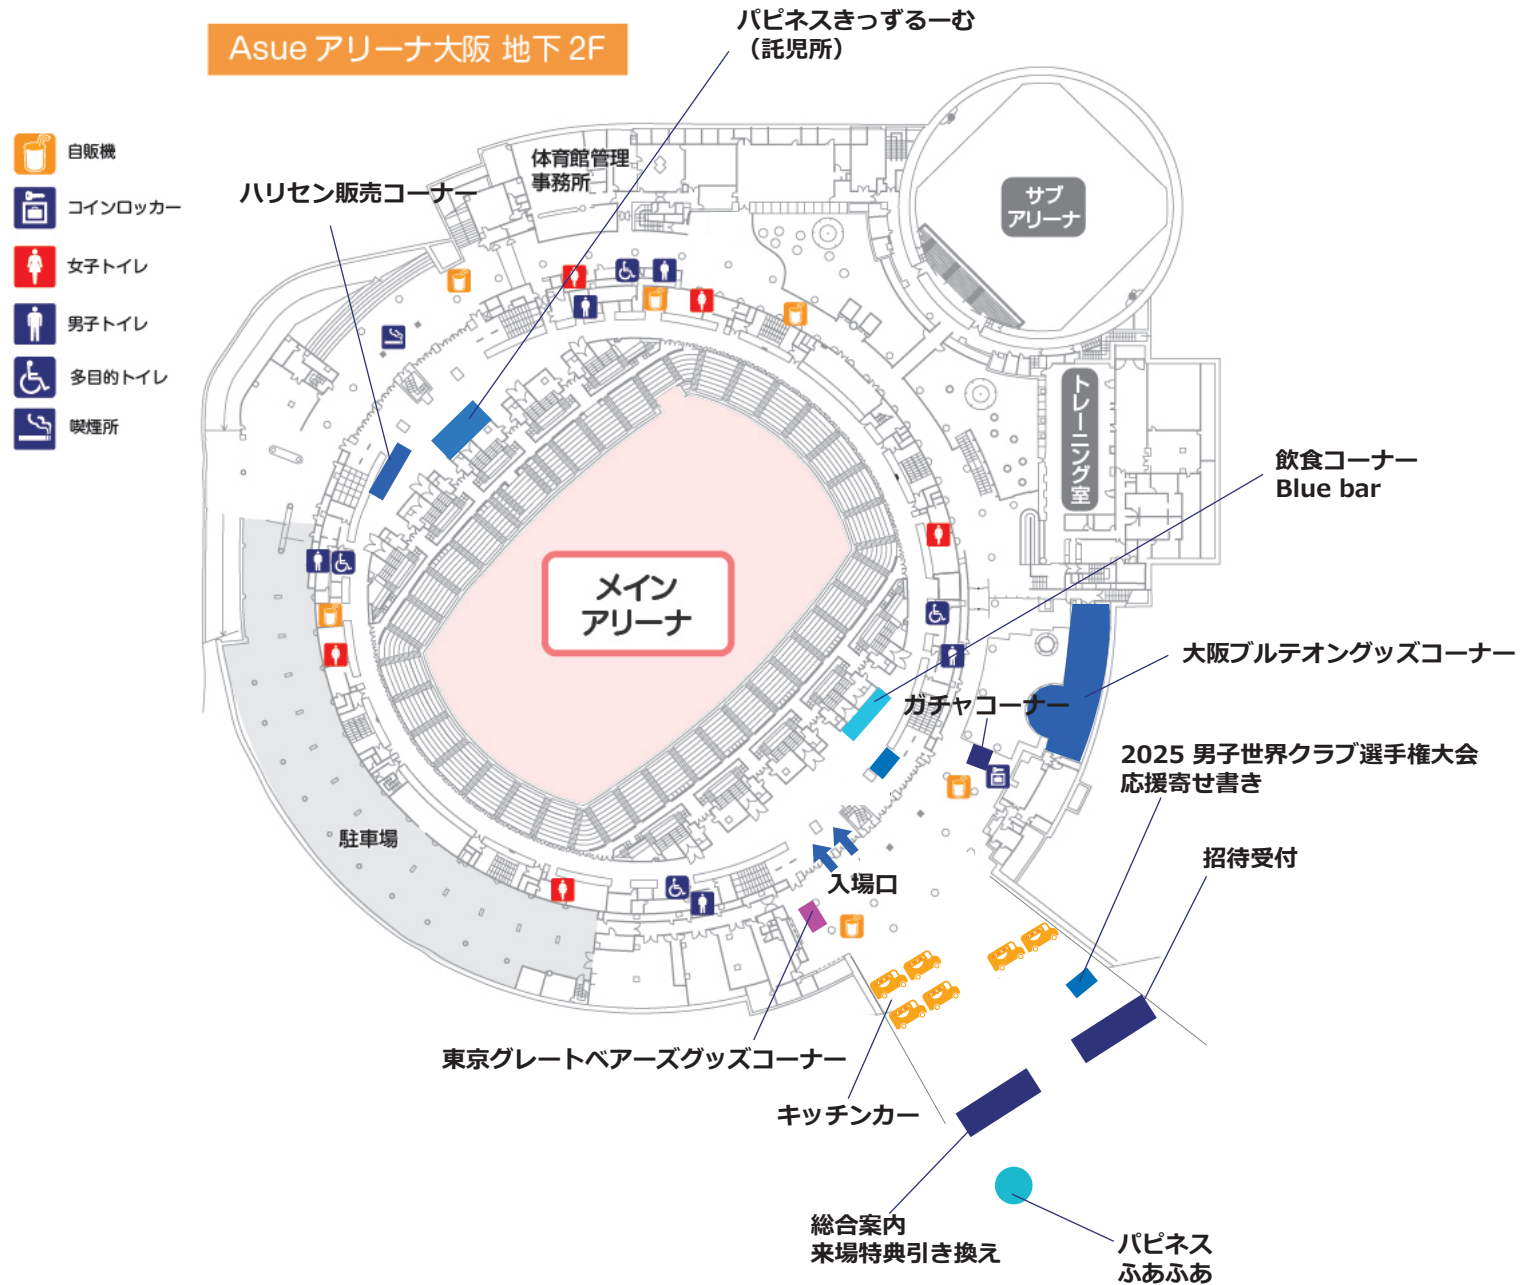 パピネスきっずるーむ
（託児所）
Asue アリーナ大阪 地下 2F
自販機
コインロッカー
女子トイレ
男子トイレ
多目的トイレ
喫煙所
ハリセン販売コーナー
体育館管理
事務所
サブ
アリーナ
トレーニング室
飲食コーナー
Blue bar
メイン
アリーナ
大阪ブルテオングッズコーナー
ガチャコーナー
2025 男子世界クラブ選手権大会
応援寄せ書き
駐車場
招待受付
入場口
東京グレートベアーズグッズコーナー
キッチンカー
総合案内
来場特典引き換え
パピネス
ふあふあ